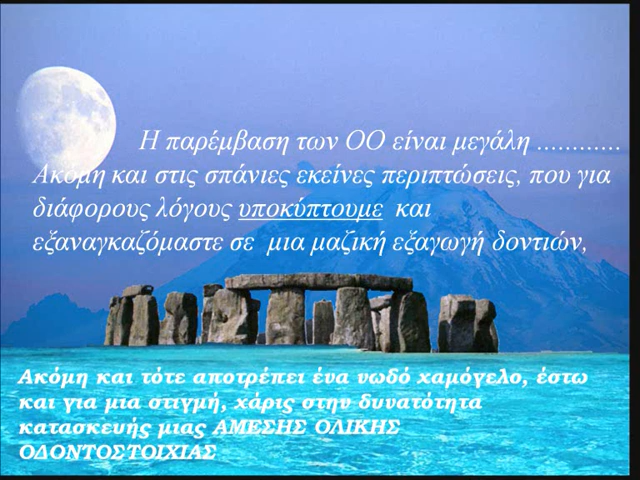 Η παρέμβαση των ΟΟ είναι μεγάλη …………
Ακόμη και στις σπάνιες εκείνες περιπτώσεις, που για
διάφορους λόγους υποκύπτουμε και
εξαναγκαζόμαστε σε μια μαζική εξαγωγή δοντιών,
Ακόμη και τότε αποτρέπει ένα νωδό χαμόγελο, έστω
και για μια στιγμή, χάρις στην δυνατότητα
κατασκευής μιας ΑΜΕΣΗΣ ΟΛΙΚΗΣ
ΟΔΟΝΤΟΣΤΟΙΧΙΑΣ